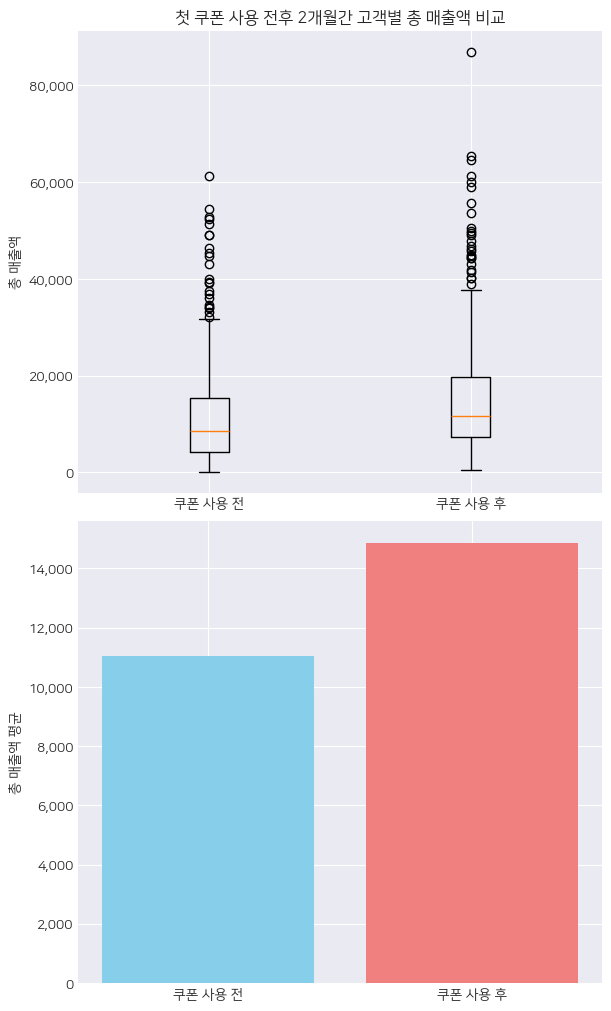 첫 쿠폰 사용 전후 2개월간 고객별 총 매출액 비교
총 매출액
80,000
60,000
40,000
20,000
0
쿠폰 사용 전
쿠폰 사용 후
총 매출액 평균
14,000
12,000
10,000
8,000
6,000
4,000
2,000
0
쿠폰 사용 전
쿠폰 사용 후